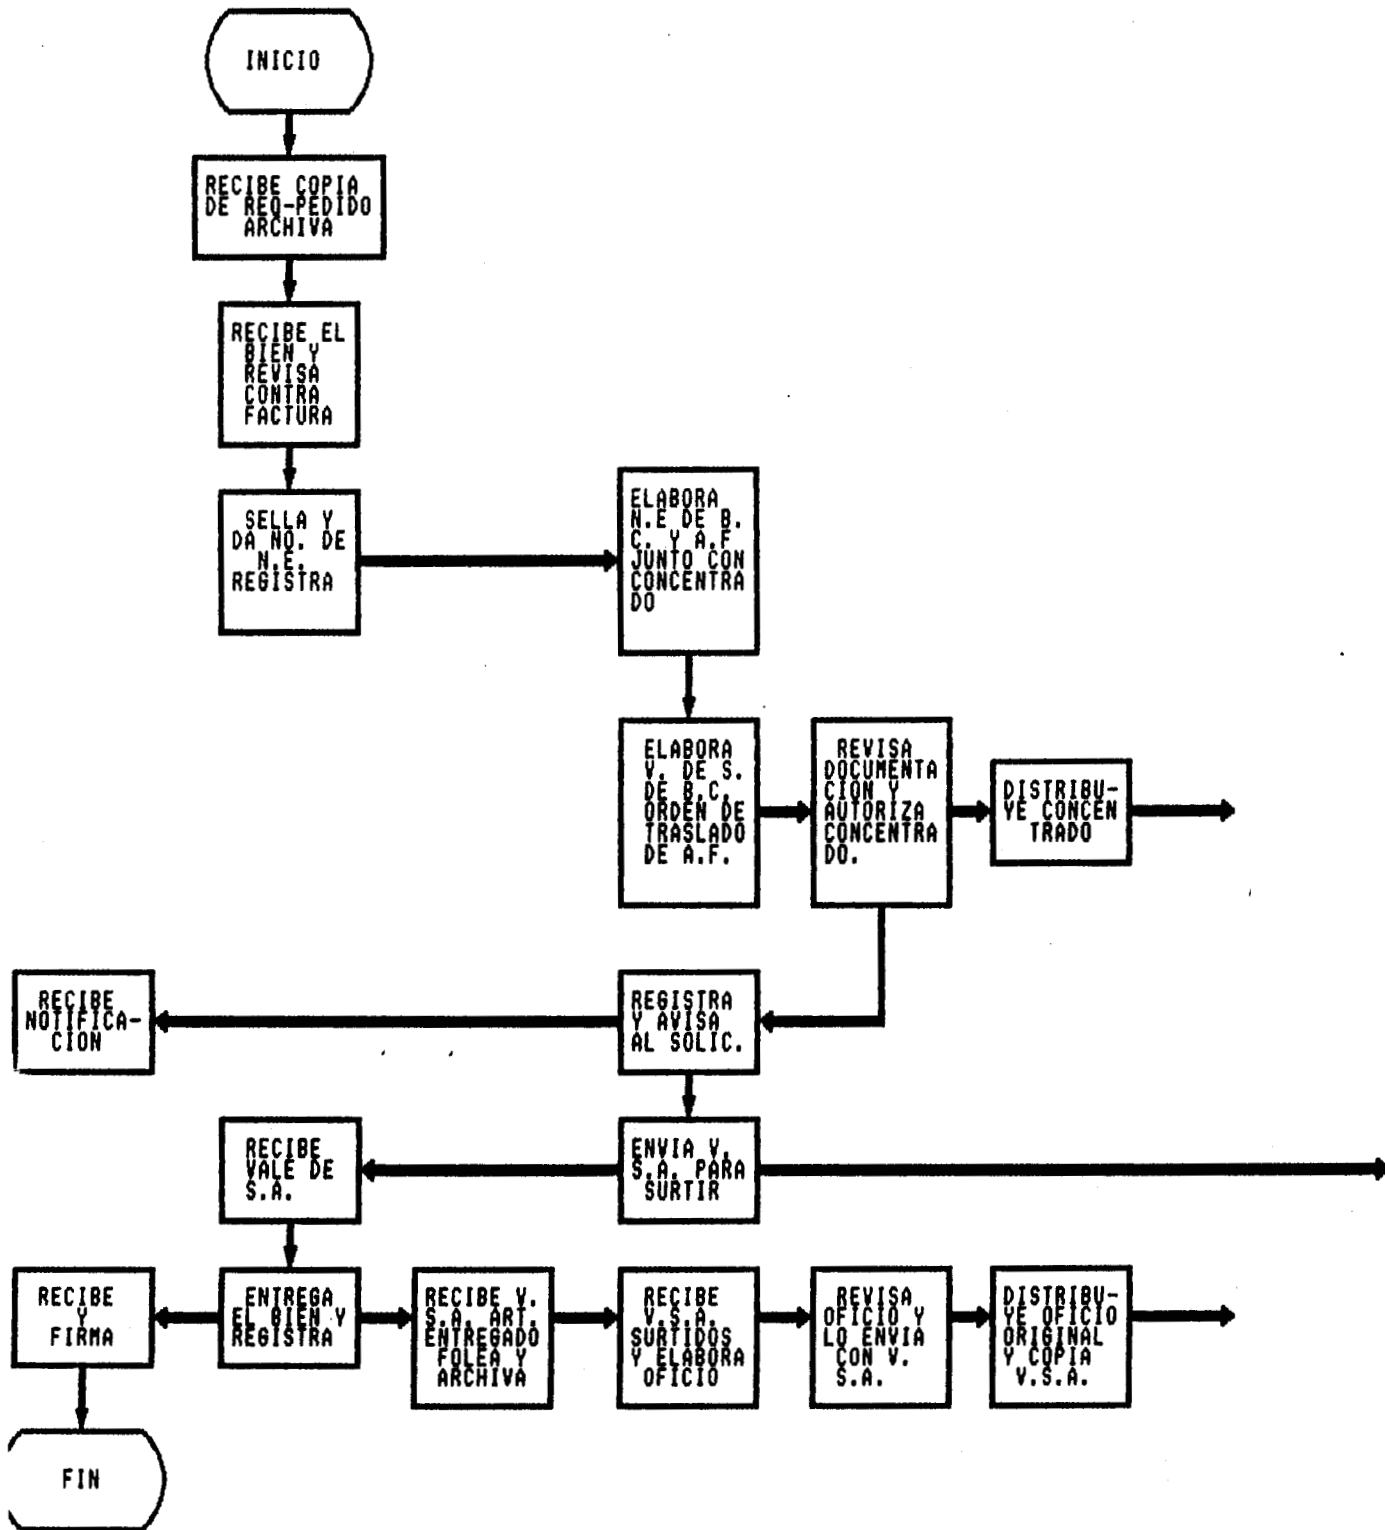 INICIO
RECIBE COPIA
DE REQ-PEDIDO
ARCHIVA
RECIBE EL
BIEN Y
REVISA
CONTRA
FACTURA
SELLA Y
DA NO. DE
N.E.
REGISTRA
ELABORA
N.E DE B.
C. Y A.F
JUNTO CON
CONCENTRA
DO
ELABORA
V. DE S.
DE B.C.
ORDEN DE
TRASLADO
DE A.F.
REVISA
DOCUMENTA
CION Y
AUTORIZA
CONCENTRA
DO.
DISTRIBU-
YE CONCEN
TRADO
RECIBE
NOTIFICA-
CION
REGISTRA
Y AVISA
AL SOLIC.
RECIBE
VALE DE
S.A.
ENVIA V.
S.A. PARA
SURTIR
RECIBE
Y
FIRMA
ENTREGA
EL BIEN Y
REGISTRA
RECIBE V.
S.A. ART.
ENTREGADO
FOLEA Y
ARCHIVA
RECIBE
V.S.A.
SURTIDOS
Y ELABORA
OFICIO
REVISA
OFICIO Y
LO ENVIA
CON V.
S.A.
DISTRIBU-
YE OFICIO
ORIGINAL
Y COPIA
V.S.A.
FIN